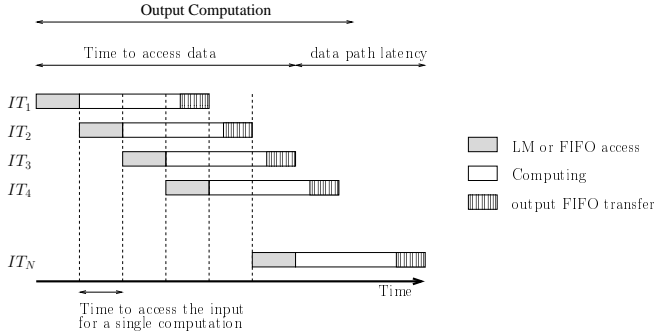 Output Computation
Time to access data
data path latency
IT1
IT2
IT3
IT4
ITN
LM or FIFO access
Computing
output FIFO transfer
Time
Time to access the input
for a single computation